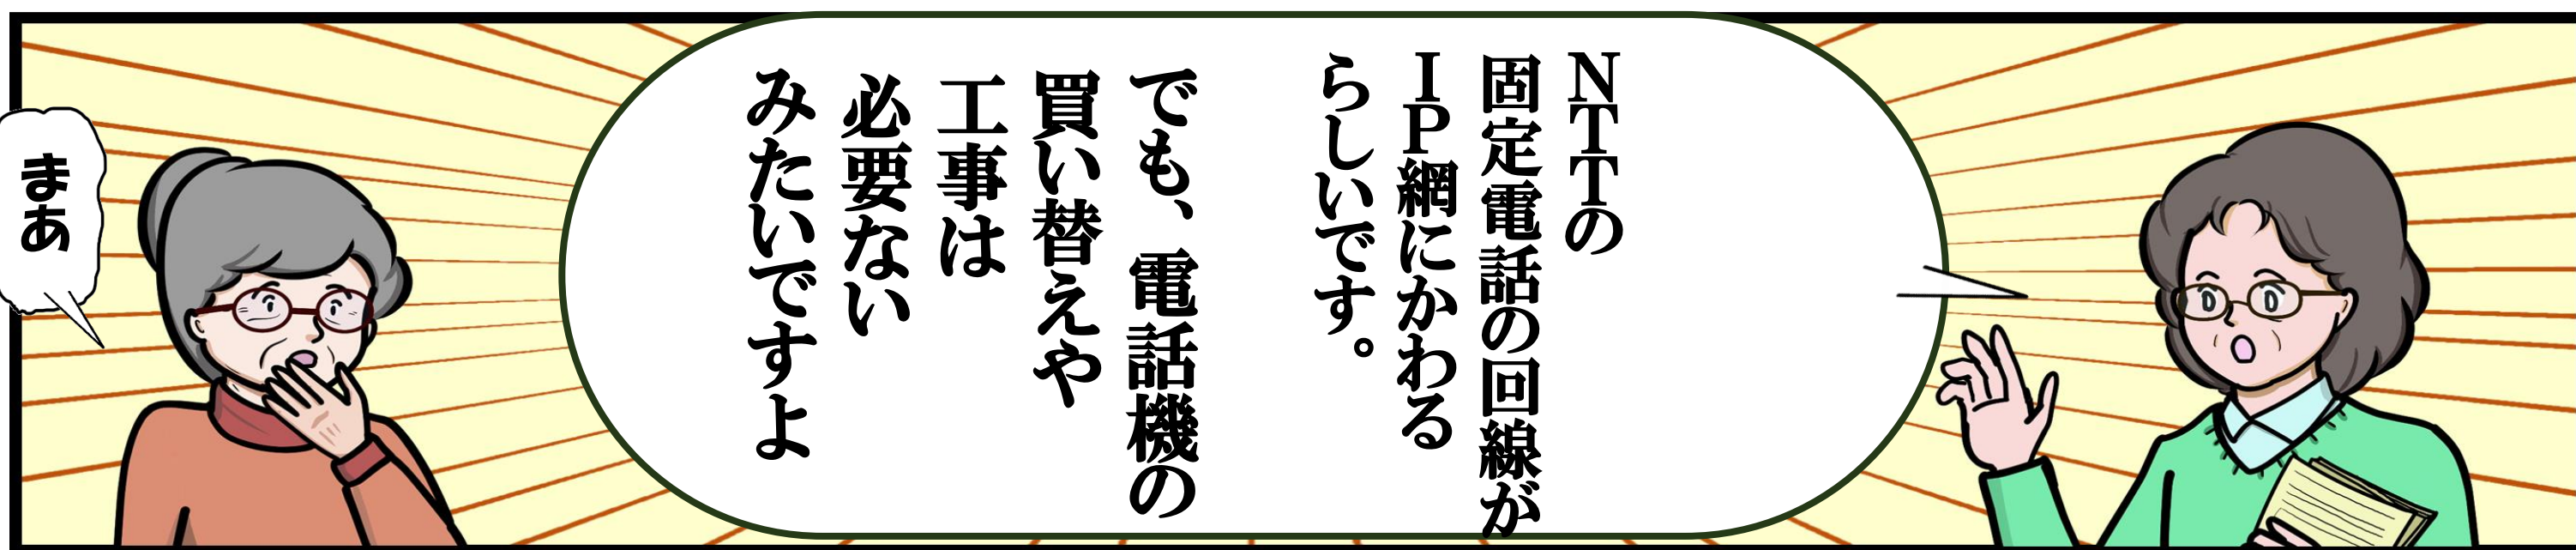 NTTの
固定電話の回線が
IP網にかわる
らしいです。
でも、電話機の
買い替えや
工事は
必要ない
みたいですよ
まあ